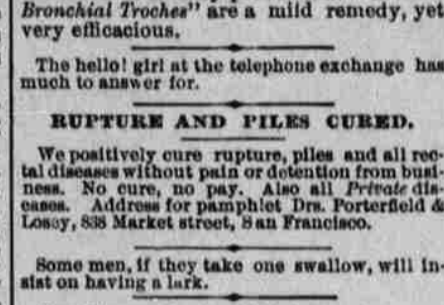 Bronchial Troches" are a mild remedy, yet
very efficacious.
The hello! girl at the telephone exchange has
much to answer for.
RUPTURE AND PILES CURED.
We positively cure rupture, piles and all rec-
tal diseases without pain or detention from busi-
ness. No cure, no pay. Also all Private dis-
eases. Address for pamphlet Drs. Porterfield &
Losey, 838 Market street, San Francisco.
Some men, if they take one swallow, will in-
sist on having a lark.